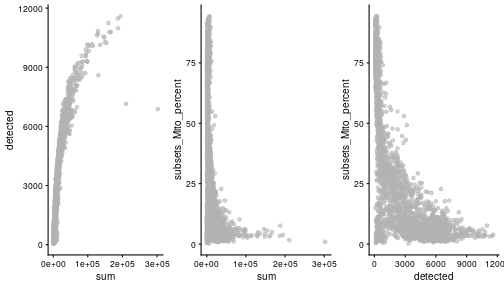 detected
12000
9000
6000
3000
0
0e+00 1e+05 2e+05 3e+05
sum
subsets_Mito_percent
75
50
25
0
0e+00 1e+05 2e+05 3e+05
sum
subsets_Mito_percent
75
50
25
0
0 3000 6000 9000 1200
detected